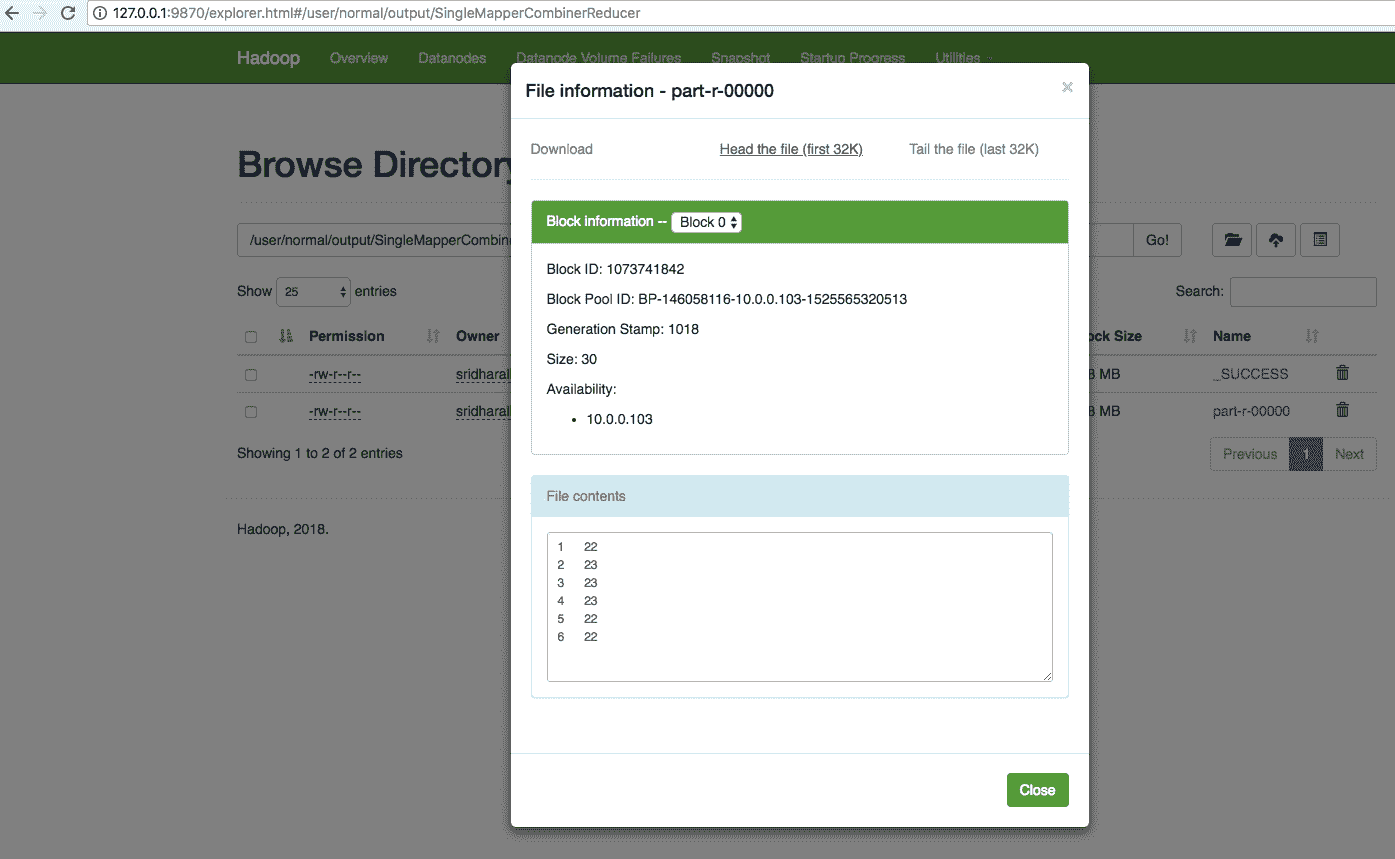 127.0.0.1:9870/explorer.html#/user/normal/output/SingleMapperCombinerReducer
Hadoop Overview Datanodes Datanode Volume Failures Snapshot Startup Progress Utilities
File information - part-r-00000
Download Head the file (first 32K) Tail the file (last 32K)
Browse Directory
Block information -- Block 0
/user/normal/output/SingleMapperCombin Go!
Block ID: 1073741842
Show 25 entries Search:
Block Pool ID: BP-146058116-10.0.0.103-1525565320513
Generation Stamp: 1018
Permission Owner ock Size Name
Size: 30
-rw-r--r-- sridharal 8 MB _SUCCESS
Availability:
-rw-r--r-- sridharal 8 MB part-r-00000
• 10.0.0.103
Showing 1 to 2 of 2 entries Previous 1 Next
File contents
Hadoop, 2018.
1 22
2 23
3 23
4 23
5 22
6 22
Close